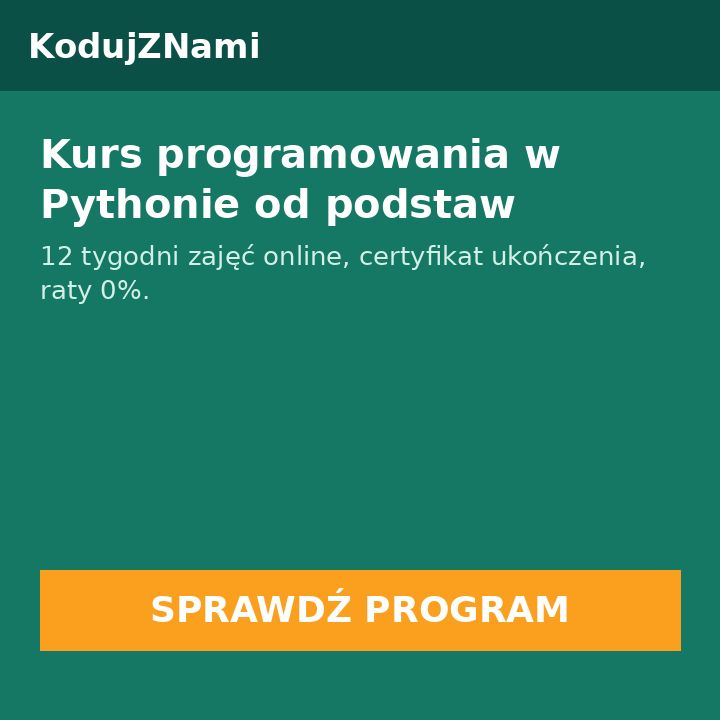 KodujZNami
Kurs programowania w
Pythonie od podstaw
12 tygodni zajęć online, certyfikat ukończenia,
raty 0%.
SPRAWDŹ PROGRAM